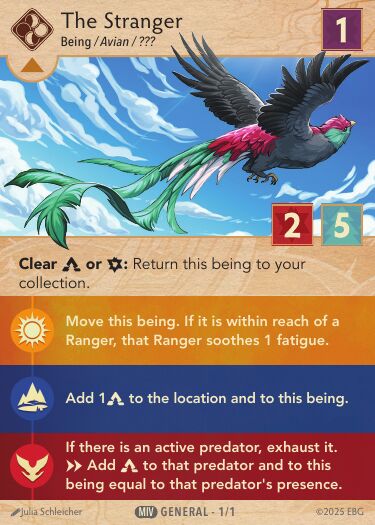 The Stranger
Being / Avian / ???
1
2 5
Clear or : Return this being to your
collection.
Move this being. If it is within reach of a
Ranger, that Ranger soothes 1 fatigue.
Add 1 to the location and to this being.
If there is an active predator, exhaust it.
Add to that predator and to this
being equal to that predator's presence.
Julia Schleicher MIV GENERAL - 1/1 ©2025 EBG